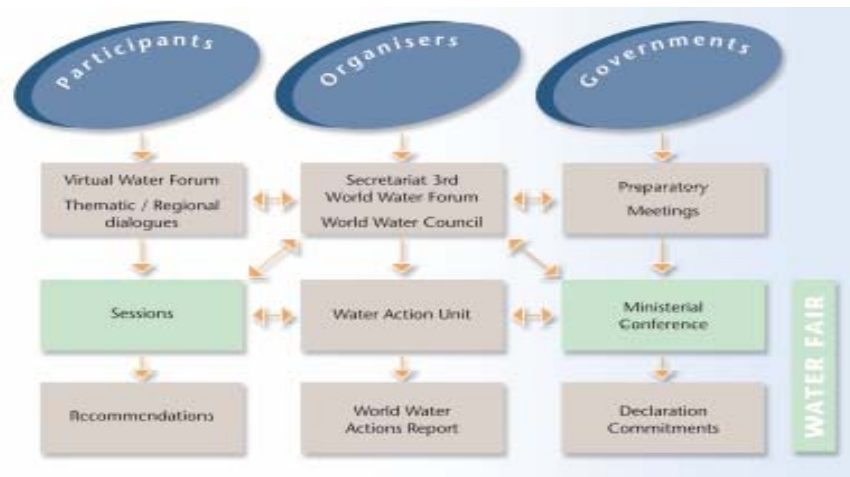 Participants
Organisers
Governments
Virtual Water Forum
Thematic / Regional
dialogues
Secretariat 3rd
World Water Forum
World Water Council
Preparatory
Meetings
Sessions
Water Action Unit
Ministerial
Conference
Recommendations
World Water
Actions Report
Declaration
Commitments
WATER FAIR